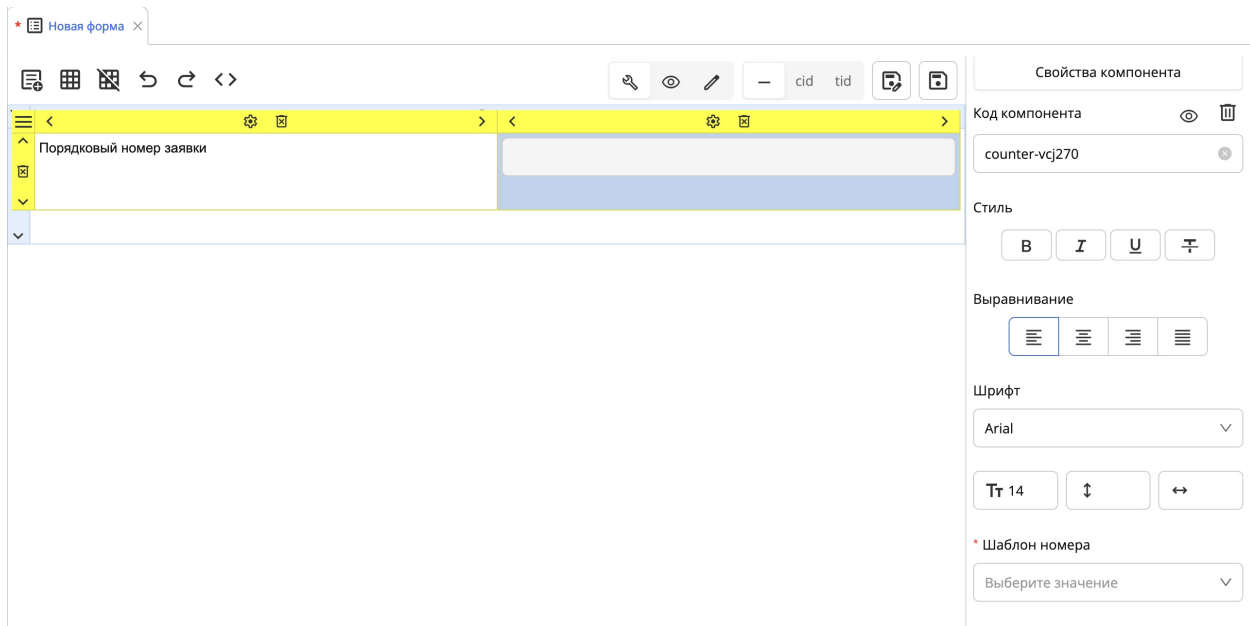 * Новая форма
cid tid
Свойства компонента
Код компонента
counter-vcj270
Порядковый номер заявки
Стиль
B I U T
Выравнивание
Шрифт
Arial
Tт 14
* Шаблон номера
Выберите значение